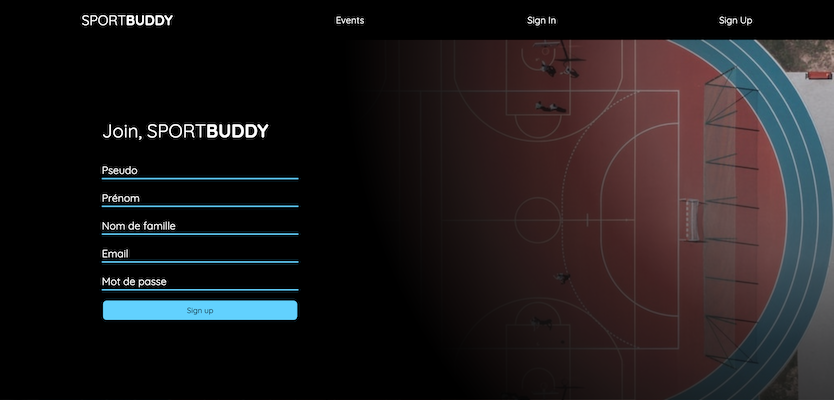 SPORTBUDDY Events Sign In Sign Up
Join, SPORTBUDDY
Pseudo
Prénom
Nom de famille
Email
Mot de passe
Sign up